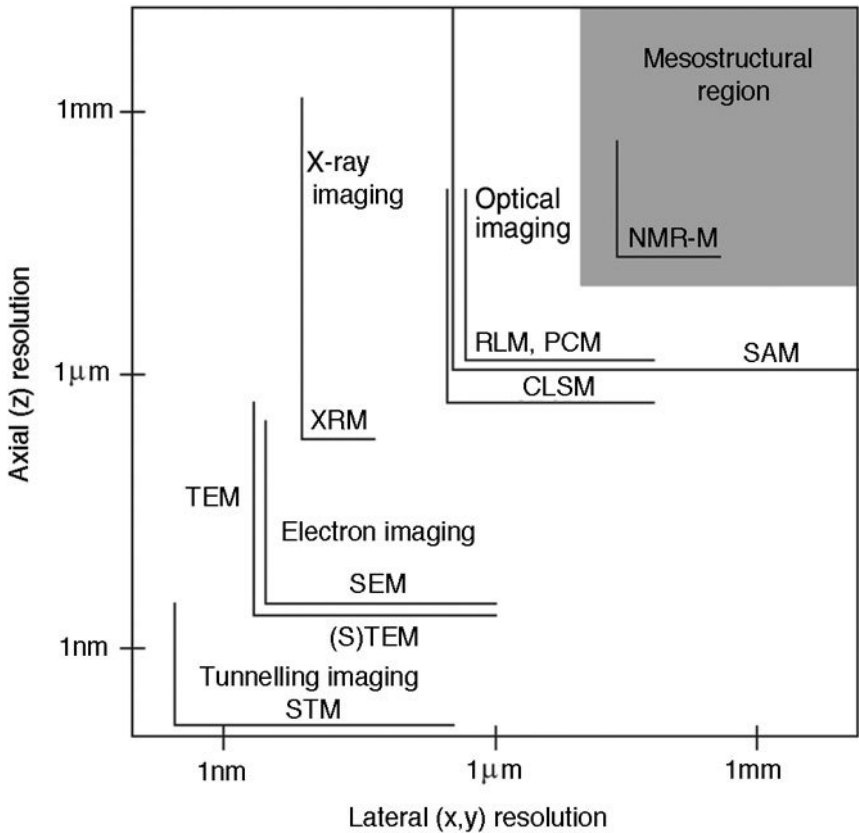 Mesostructural
region
1mm
X-ray
imaging
Optical
imaging
NMR-M
RLM, PCM
SAM
1μm
CLSM
XRM
TEM
Electron imaging
SEM
(S)TEM
1nm
Tunnelling imaging
STM
Axial (z) resolution
1nm
1μm
1mm
Lateral (x,y) resolution